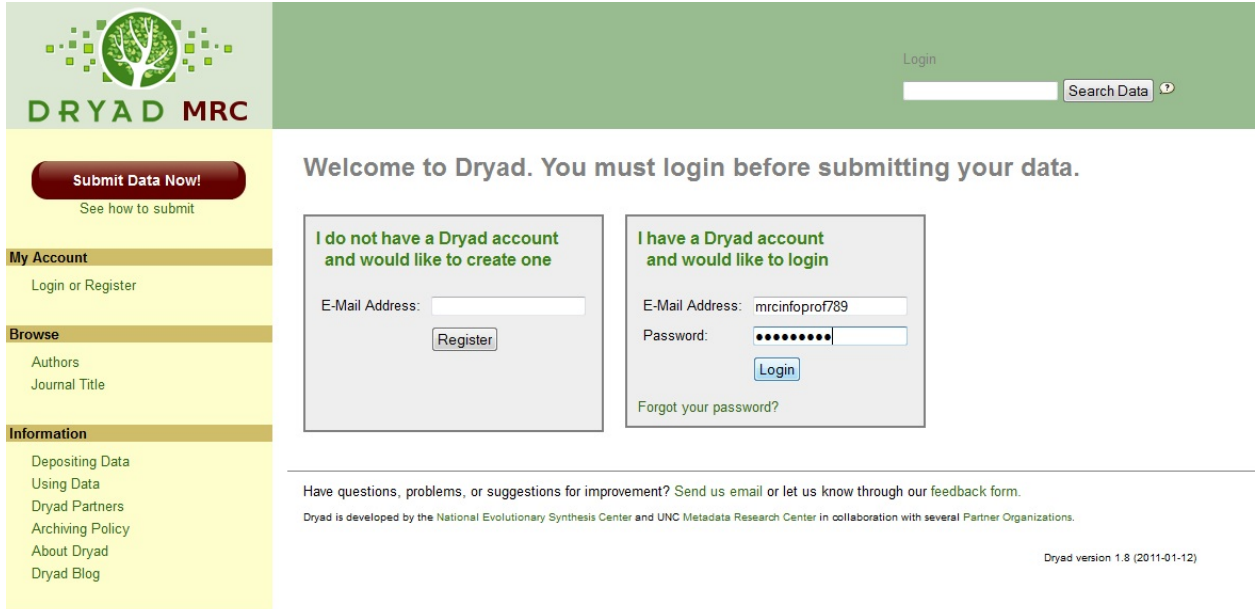 DRYAD MRC
Login
Search Data
?
Submit Data Now!
See how to submit
My Account
Login or Register
Browse
Authors
Journal Title
Information
Depositing Data
Using Data
Dryad Partners
Archiving Policy
About Dryad
Dryad Blog
Welcome to Dryad. You must login before submitting your data.
I do not have a Dryad account
and would like to create one
E-Mail Address:
Register
I have a Dryad account
and would like to login
E-Mail Address: mrcinfoprof789
Password: •••••••••
Login
Forgot your password?
Have questions, problems, or suggestions for improvement? Send us email or let us know through our feedback form.
Dryad is developed by the National Evolutionary Synthesis Center and UNC Metadata Research Center in collaboration with several Partner Organizations.
Dryad version 1.8 (2011-01-12)